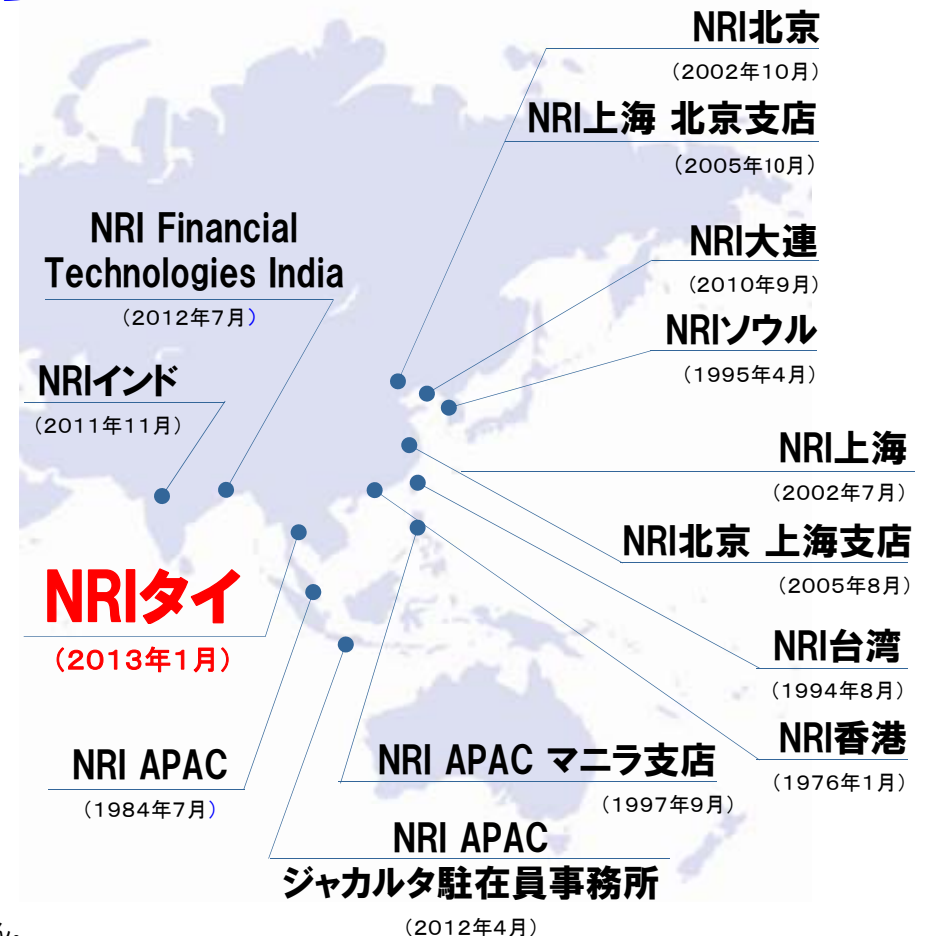 NRI北京
(2002年10月)
NRI上海 北京支店
(2005年10月)
NRI Financial
Technologies India
(2012年7月)
NRI大連
(2010年9月)
NRIソウル
(1995年4月)
NRIインド
(2011年11月)
NRI上海
(2002年7月)
NRI北京 上海支店
(2005年8月)
NRIタイ
(2013年1月)
NRI台湾
(1994年8月)
NRI香港
(1976年1月)
NRI APAC
(1984年7月)
NRI APAC マニラ支店
(1997年9月)
NRI APAC
ジャカルタ駐在員事務所
(2012年4月)